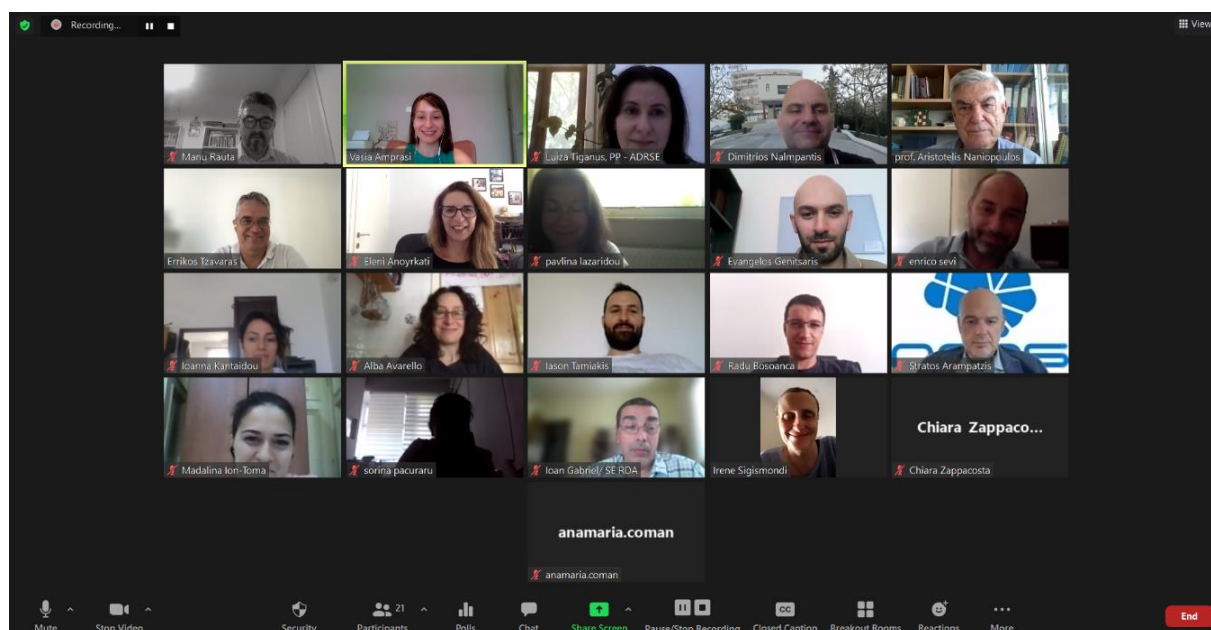 Recording...
View
Manu Rauta
Vasia Amprasi
Luiza Tiganus, PP - ADRSE
Dimitrios Nalmpantis
prof. Aristotelis Naniopoulos
Errikos Tzavaras
Eleni Anoyrkati
pavlina lazaridou
Evangelos Genitsaris
enrico sevi
Ioanna Kantaidou
Alba Avarello
Iason Tamiakis
Radu Bosoanca
Stratos Arampatzis
Madalina Ion-Toma
sorina pacuraru
Ioan Gabriel/ SE ROA
Irene Sigismondi
Chiara Zappaco...
Chiara Zappacosta
anamaria.coman
anamaria.coman
Mute
Stop Video
Security
Participants
21
Polls
Chat
Share Screen
Pause/Stop Recording
CC
Closed Caption
Breakout Rooms
Reactions
More
End